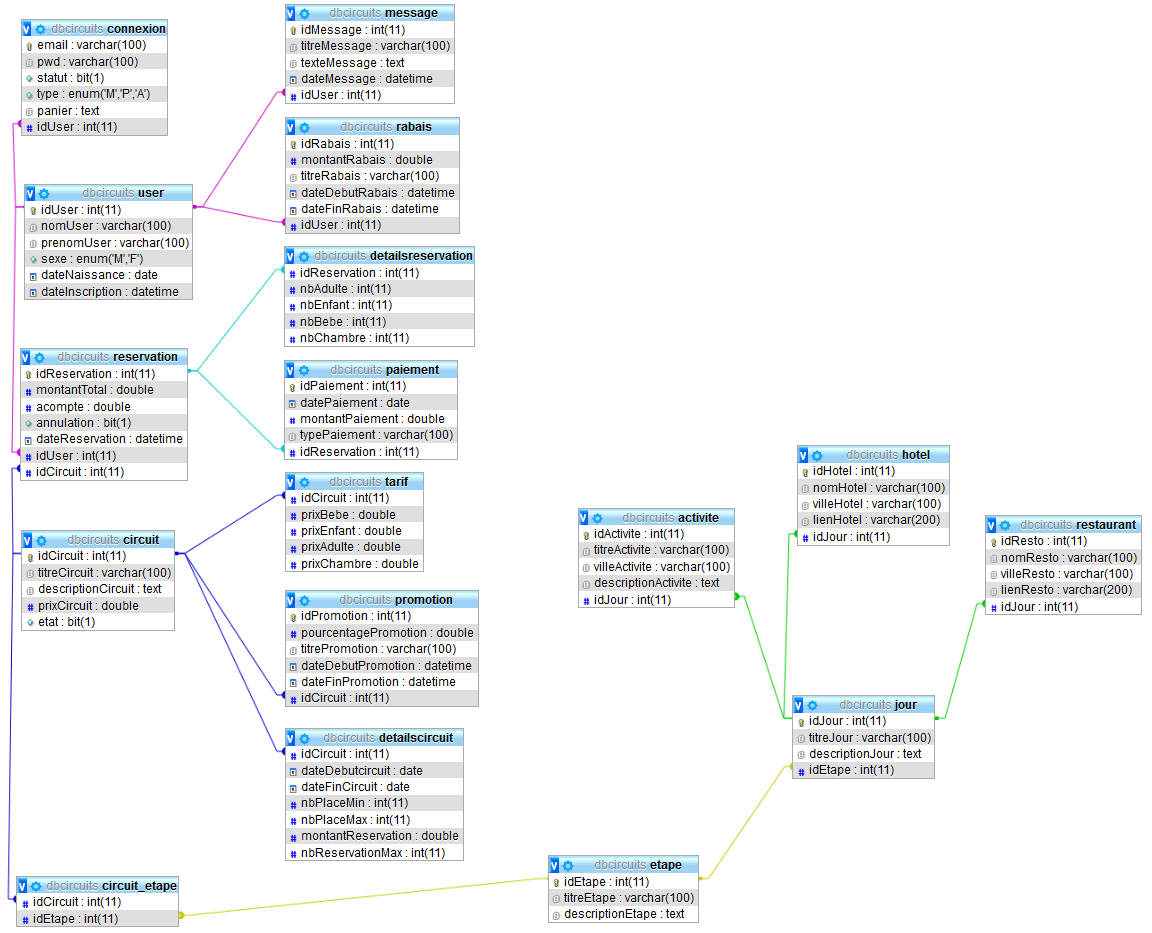 dbcircuits connexion
email : varchar(100)
pwd : varchar(100)
statut : bit(1)
type : enum('M','P','A')
panier : text
idUser : int(11)
dbcircuits user
idUser : int(11)
nomUser : varchar(100)
prenomUser : varchar(100)
sexe : enum('M','F')
dateNaissance : date
dateInscription : datetime
dbcircuits reservation
idReservation : int(11)
montantTotal : double
acompte : double
annulation : bit(1)
dateReservation : datetime
idUser : int(11)
idCircuit : int(11)
dbcircuits circuit
idCircuit : int(11)
titreCircuit : varchar(100)
descriptionCircuit : text
prixCircuit : double
etat : bit(1)
dbcircuits circuit_etape
idCircuit : int(11)
idEtape : int(11)
dbcircuits message
idMessage : int(11)
titreMessage : varchar(100)
texteMessage : text
dateMessage : datetime
idUser : int(11)
dbcircuits rabais
idRabais : int(11)
montantRabais : double
titreRabais : varchar(100)
dateDebutRabais : datetime
dateFinRabais : datetime
idUser : int(11)
dbcircuits detailsreservation
idReservation : int(11)
nbAdulte : int(11)
nbEnfant : int(11)
nbBebe : int(11)
nbChambre : int(11)
dbcircuits paiement
idPaiement : int(11)
datePaiement : date
montantPaiement : double
typePaiement : varchar(100)
idReservation : int(11)
dbcircuits tarif
idCircuit : int(11)
prixBebe : double
prixEnfant : double
prixAdulte : double
prixChambre : double
dbcircuits promotion
idPromotion : int(11)
pourcentagePromotion : double
titrePromotion : varchar(100)
dateDebutPromotion : datetime
dateFinPromotion : datetime
idCircuit : int(11)
dbcircuits detailscircuit
idCircuit : int(11)
dateDebutcircuit : date
dateFinCircuit : date
nbPlaceMin : int(11)
nbPlaceMax : int(11)
montantReservation : double
nbReservationMax : int(11)
dbcircuits activite
idActivite : int(11)
titreActivite : varchar(100)
villeActivite : varchar(100)
descriptionActivite : text
idJour : int(11)
dbcircuits hotel
idHotel : int(11)
nomHotel : varchar(100)
villeHotel : varchar(100)
lienHotel : varchar(200)
idJour : int(11)
dbcircuits restaurant
idResto : int(11)
nomResto : varchar(100)
villeResto : varchar(100)
lienResto : varchar(200)
idJour : int(11)
dbcircuits jour
idJour : int(11)
titreJour : varchar(100)
descriptionJour : text
idEtape : int(11)
dbcircuits etape
idEtape : int(11)
titreEtape : varchar(100)
descriptionEtape : text